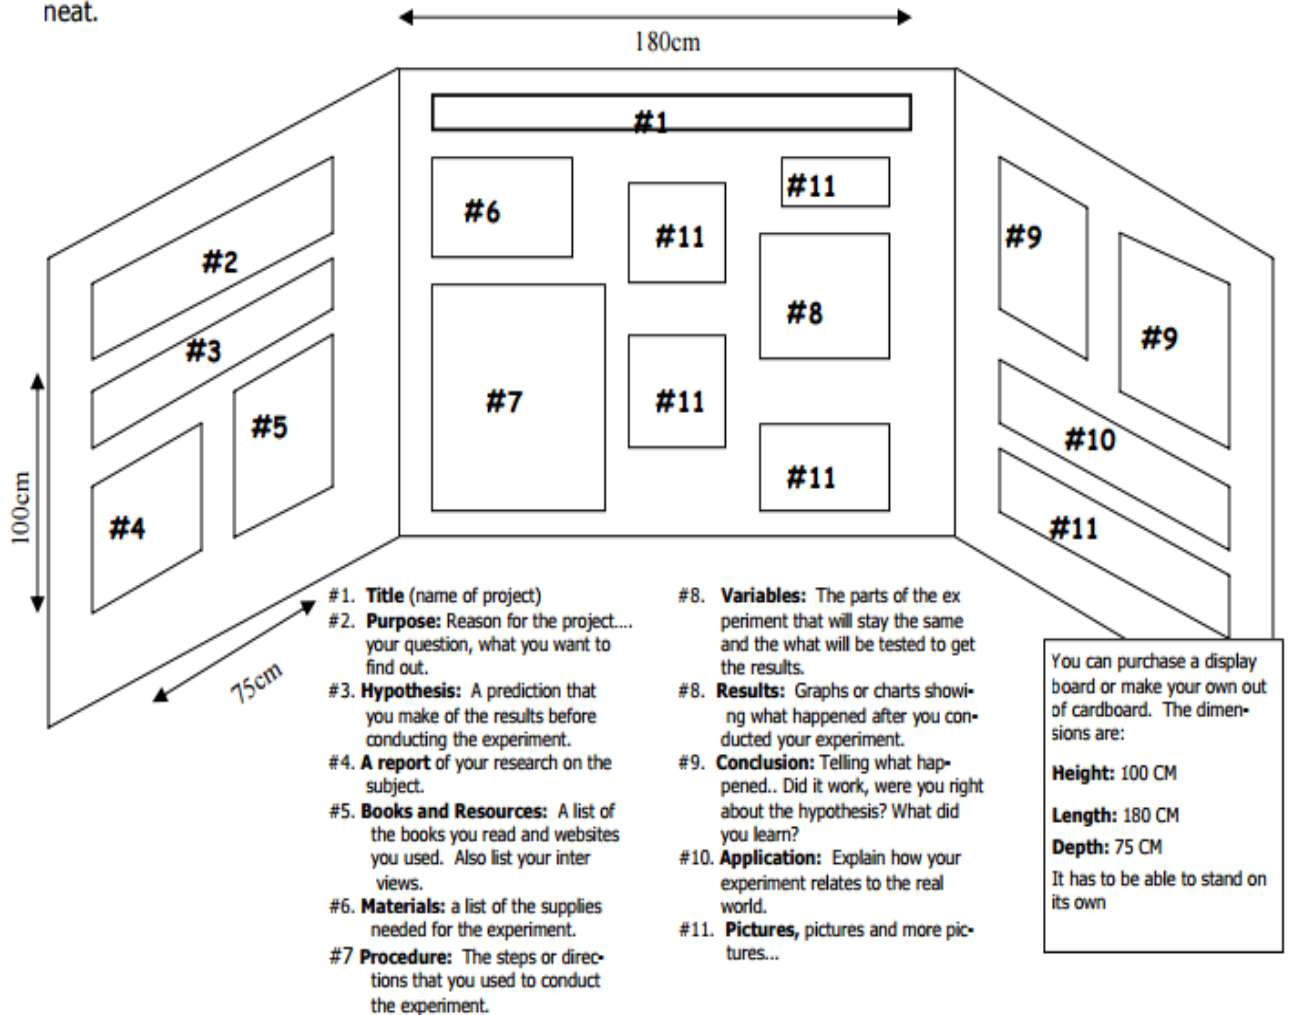 neat.
180cm
#1
#6
#11
#11
#2
#9
#11
#8
#9
#3
#7
#11
#5
#10
#11
#4
#11
100cm
75cm
#1. Title (name of project)
#2. Purpose: Reason for the project....
your question, what you want to
find out.
#3. Hypothesis: A prediction that
you make of the results before
conducting the experiment.
#4. A report of your research on the
subject.
#5. Books and Resources: A list of
the books you read and websites
you used. Also list your inter
views.
#6. Materials: a list of the supplies
needed for the experiment.
#7 Procedure: The steps or direc-
tions that you used to conduct
the experiment.
#8. Variables: The parts of the ex
periment that will stay the same
and the what will be tested to get
the results.
#8. Results: Graphs or charts showi-
ng what happened after you con-
ducted your experiment.
#9. Conclusion: Telling what hap-
pened.. Did it work, were you right
about the hypothesis? What did
you learn?
#10. Application: Explain how your
experiment relates to the real
world.
#11. Pictures, pictures and more pic-
tures...
You can purchase a display
board or make your own out
of cardboard. The dimen-
sions are:
Height: 100 CM
Length: 180 CM
Depth: 75 CM
It has to be able to stand on
its own